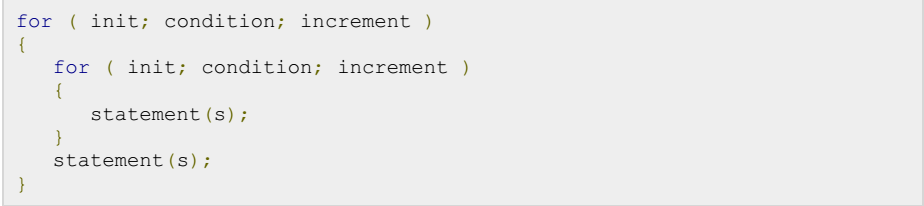 for ( init; condition; increment )
{
   for ( init; condition; increment )
   {
      statement(s);
   }
   statement(s);
}